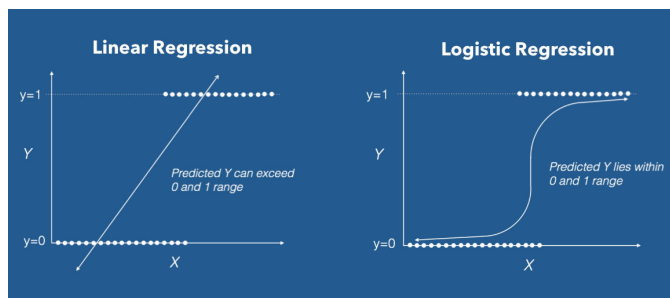 Linear Regression
y=1
Y
Predicted Y can exceed
0 and 1 range
y=0
X
Logistic Regression
y=1
Y
Predicted Y lies within
0 and 1 range
y=0
X